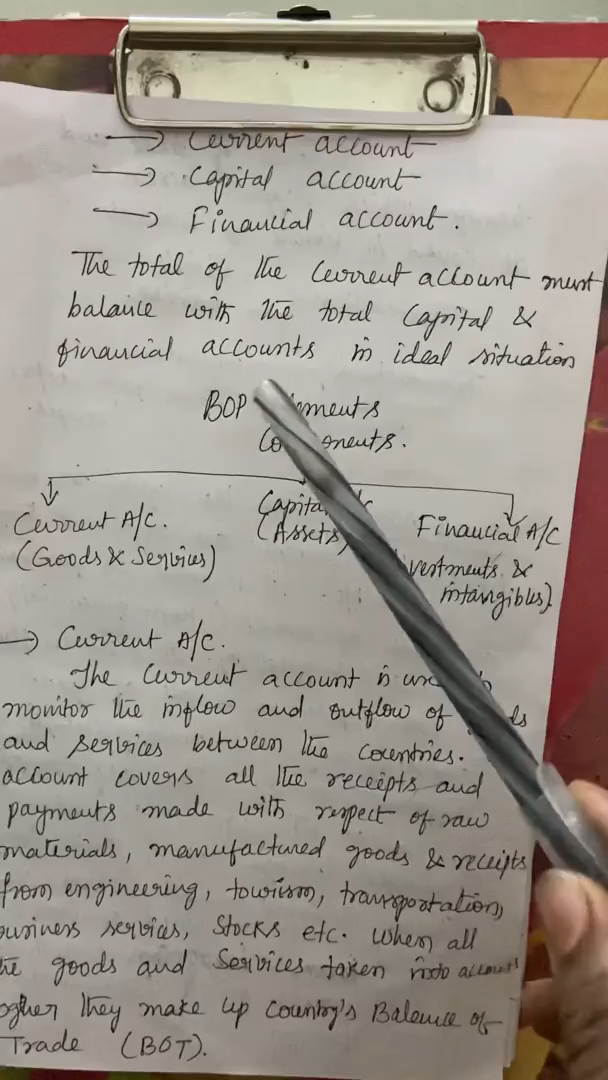 → Current account
→ Capital account
→ Financial account.
The total of the Current account must
balance with the total Capital &
financial accounts in ideal situation
BOP
Current A/C.
(Goods & Services)
(Assets)
Financial A/C
& intangibles)
→ Current A/C.
The Current account is
monitor the inflow and outflow of
and services between the countries.
account covers all the receipts and
payments made with respect of raw
materials, manufactured goods & receipts
from engineering, tourism, transportation,
services, Stocks etc. When all
goods and Services taken into account
they make up Country's Balance of
Trade (BOT).